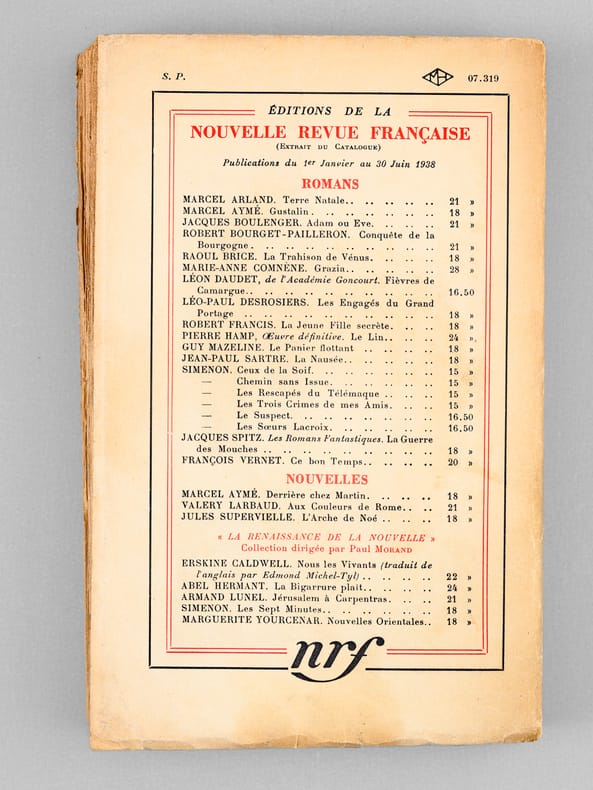 S. P. MH 07.319
ÉDITIONS DE LA
NOUVELLE REVUE FRANÇAISE
(Extrait du Catalogue)
Publications du 1er Janvier au 30 Juin 1938
ROMANS
MARCEL ARLAND. Terre Natale.. .. .. .. .. 21 »
MARCEL AYMÉ. Gustalin. .. .. .. .. .. .. 18 »
JACQUES BOULENGER. Adam ou Eve. .. .. .. 21 »
ROBERT BOURGET-PAILLERON. Conquête de la
Bourgogne. .. .. .. .. .. .. .. .. .. 21 »
RAOUL BRICE. La Trahison de Vénus. .. .. .. 18 »
MARIE-ANNE COMNÈNE. Grazia.. .. .. .. .. 28 »
LÉON DAUDET, de l'Académie Goncourt. Fièvres de
Camargue.. .. .. .. .. .. .. .. .. .. 16.50
LÉO-PAUL DESROSIERS. Les Engagés du Grand
Portage .. .. .. .. .. .. .. .. .. .. 18 »
ROBERT FRANCIS. La Jeune Fille secrète. .. .. 18 »
PIERRE HAMP, Œuvre définitive. Le Lin.. .. .. 24 »
GUY MAZELINE. Le Panier flottant .. .. .. .. 18 »
JEAN-PAUL SARTRE. La Nausée.. .. .. .. .. 18 »
SIMENON. Ceux de la Soif. .. .. .. .. .. .. 15 »
— Chemin sans Issue. .. .. .. .. .. 15 »
— Les Rescapés du Télémaque .. .. .. 15 »
— Les Trois Crimes de mes Amis. .. .. 15 »
— Le Suspect. .. .. .. .. .. .. .. 16.50
— Les Sœurs Lacroix. .. .. .. .. .. 16.50
JACQUES SPITZ. Les Romans Fantastiques. La Guerre
des Mouches .. .. .. .. .. .. .. .. .. 18 »
FRANÇOIS VERNET. Ce bon Temps.. .. .. .. 20 »
NOUVELLES
MARCEL AYMÉ. Derrière chez Martin. .. .. .. 18 »
VALERY LARBAUD. Aux Couleurs de Rome.. .. 21 »
JULES SUPERVIELLE. L'Arche de Noé .. .. .. 18 »
« LA RENAISSANCE DE LA NOUVELLE »
Collection dirigée par Paul Morand
ERSKINE CALDWELL. Nous les Vivants (traduit de
l'anglais par Edmond Michel-Tyl) .. .. .. .. 22 »
ABEL HERMANT. La Bigarrure plait.. .. .. .. 24 »
ARMAND LUNEL. Jérusalem à Carpentras. .. .. 21 »
SIMENON. Les Sept Minutes.. .. .. .. .. .. 18 »
MARGUERITE YOURCENAR. Nouvelles Orientales.. 18 »
nrf